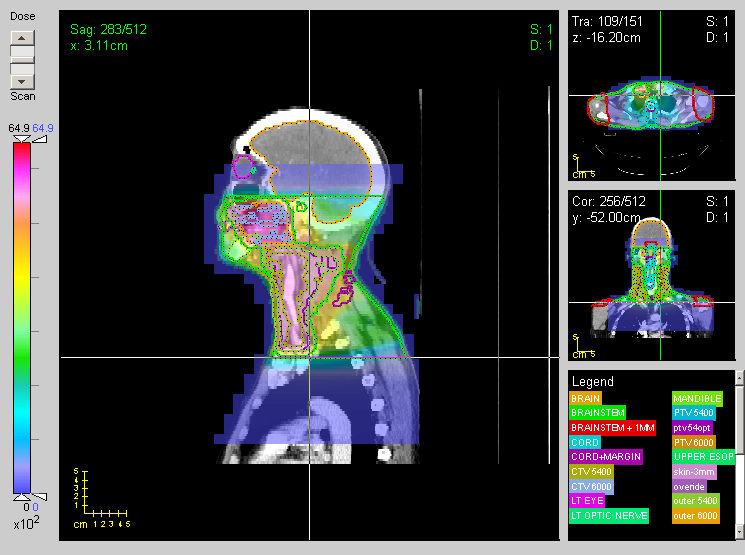 Dose
Scan
64.9 64.9
0 0
x10²
Sag: 283/512
x: 3.11cm
S: 1
D: 1
5
4
3
2
1
cm 1 2 3 4 5
Tra: 109/151
z: -16.20cm
S: 1
D: 1
5
cm 5
Cor: 256/512
y: -52.00cm
S: 1
D: 1
5
cm 5
Legend
BRAIN
BRAINSTEM
BRAINSTEM + 1MM
CORD
CORD+MARGIN
CTV 5400
CTV 6000
LT EYE
LT OPTIC NERVE
MANDIBLE
PTV 5400
ptv54opt
PTV 6000
UPPER ESOP
skin-3mm
overide
outer 5400
outer 6000